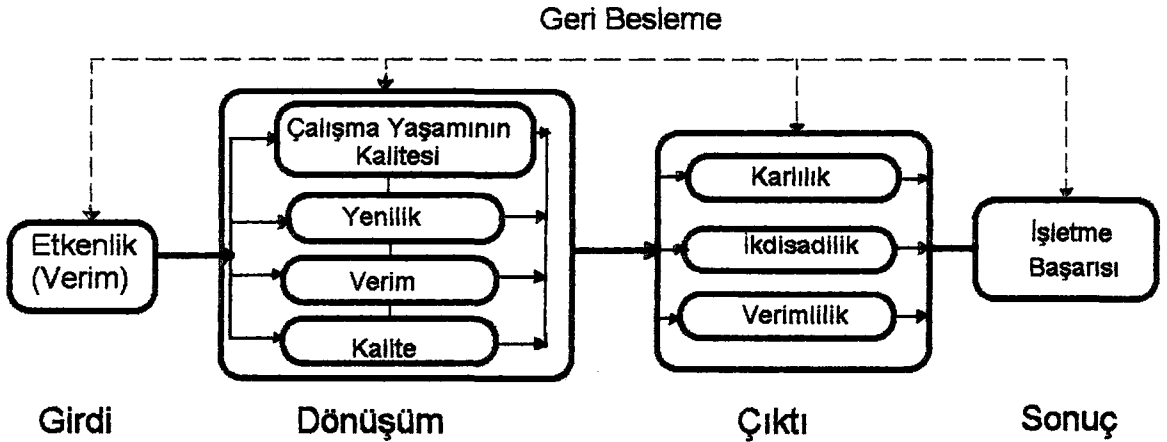 Geri Besleme
Etkenlik
(Verim)
Çalışma Yaşamının
Kalitesi
Yenilik
Verim
Kalite
Karlılık
İkdisadilik
Verimlilik
İşletme
Başarısı
Girdi
Dönüşüm
Çıktı
Sonuç